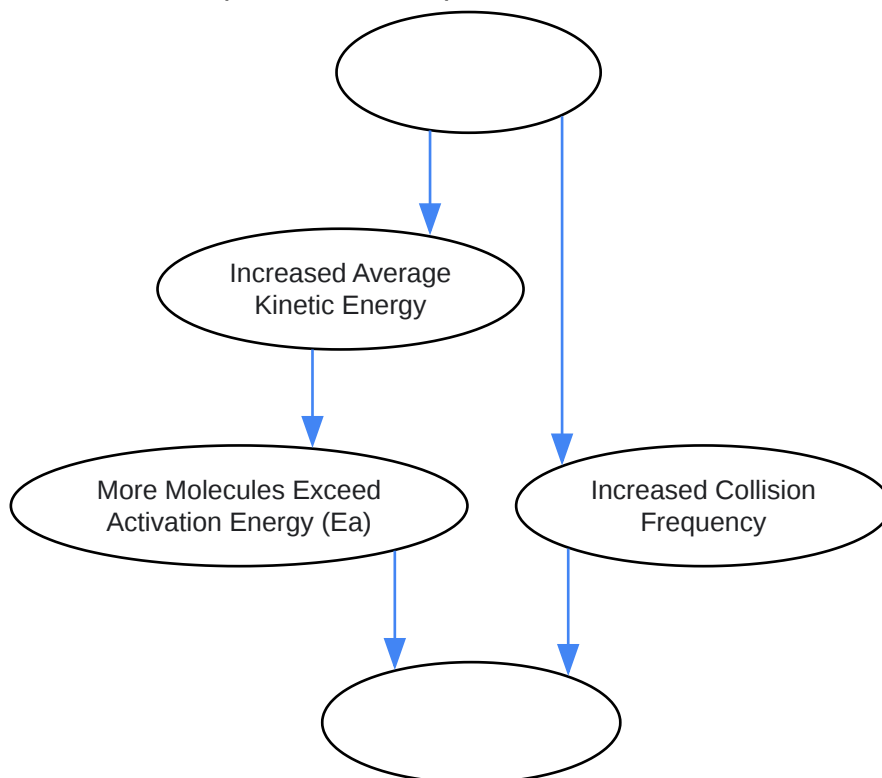 Increased Average
Kinetic Energy
More Molecules Exceed
Activation Energy (Ea)
Increased Collision
Frequency